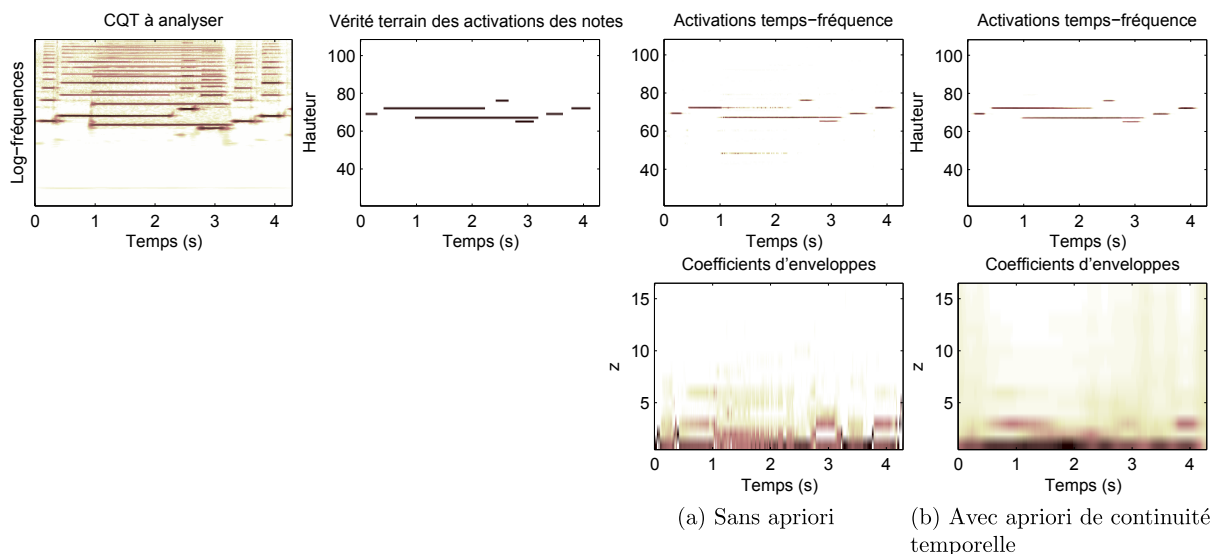 CQT à analyser
Log−fréquences
0 1 2 3 4
Temps (s)
Vérité terrain des activations des notes
Hauteur
100
80
60
40
0 1 2 3 4
Temps (s)
Activations temps−fréquence
Hauteur
100
80
60
40
0 1 2 3 4
Temps (s)
Activations temps−fréquence
Hauteur
100
80
60
40
0 1 2 3 4
Temps (s)
Coefficients d’enveloppes
z
15
10
5
0 1 2 3 4
Temps (s)
Coefficients d’enveloppes
z
15
10
5
0 1 2 3 4
Temps (s)
(a) Sans apriori
(b) Avec apriori de continuité
temporelle